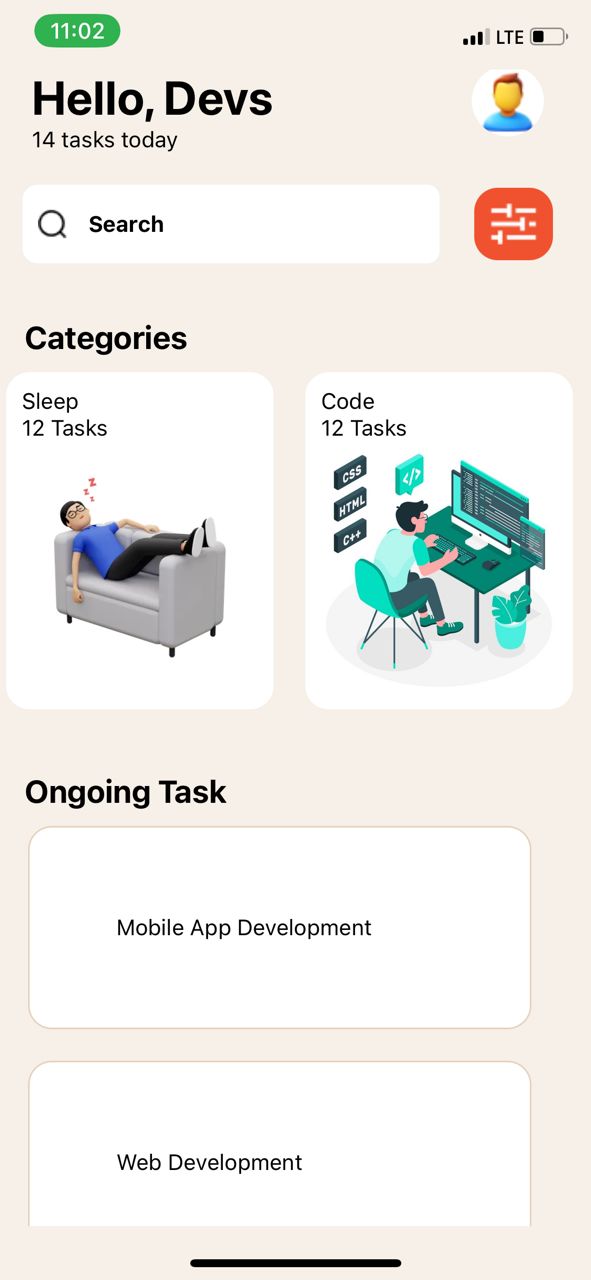 11:02 LTE
Hello, Devs
14 tasks today
Search
Categories
Sleep
12 Tasks
Code
12 Tasks
z
z
z
CSS
</>
HTML
C++
Ongoing Task
Mobile App Development
Web Development